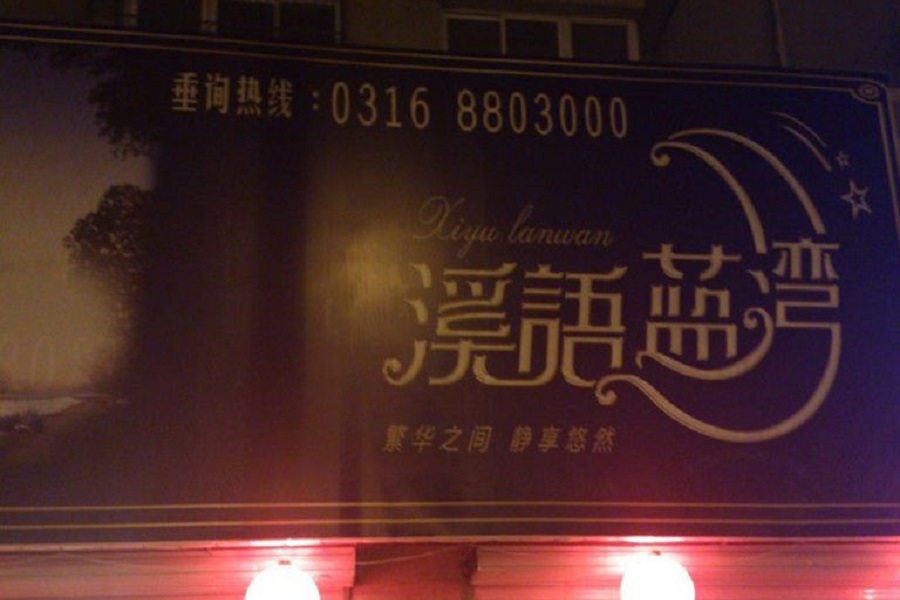 垂询热线:0316 8803000
Xiyu lanwan
溪語蓝湾
繁华之间 静享悠然